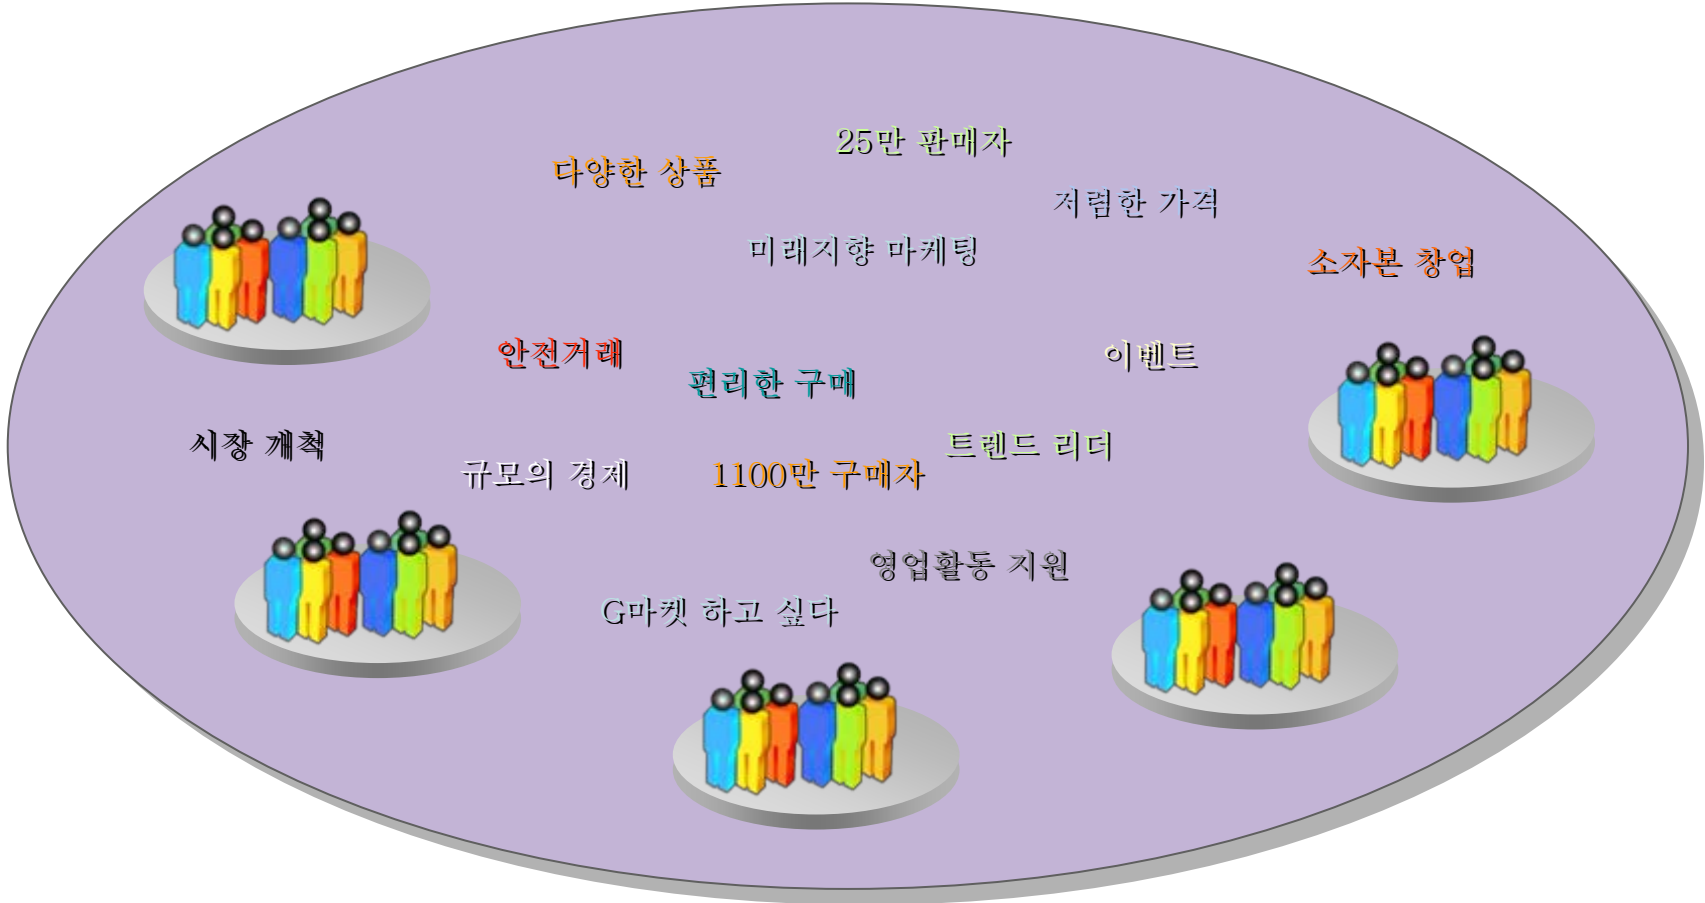 25만 판매자
다양한 상품
저렴한 가격
미래지향 마케팅
소자본 창업
안전거래
이벤트
편리한 구매
시장 개척
트렌드 리더
규모의 경제
1100만 구매자
영업활동 지원
G마켓 하고 싶다